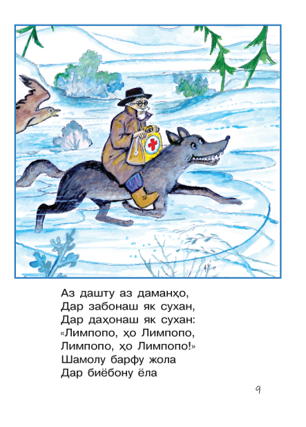 Аз дашту аз даманҳо,
Дар забонаш як сухан,
Дар даҳонаш як сухан:
«Лимпопо, ҳо Лимпопо,
Лимпопо, ҳо Лимпопо!»
Шамолу барфу жола
Дар биёбону ёла
9